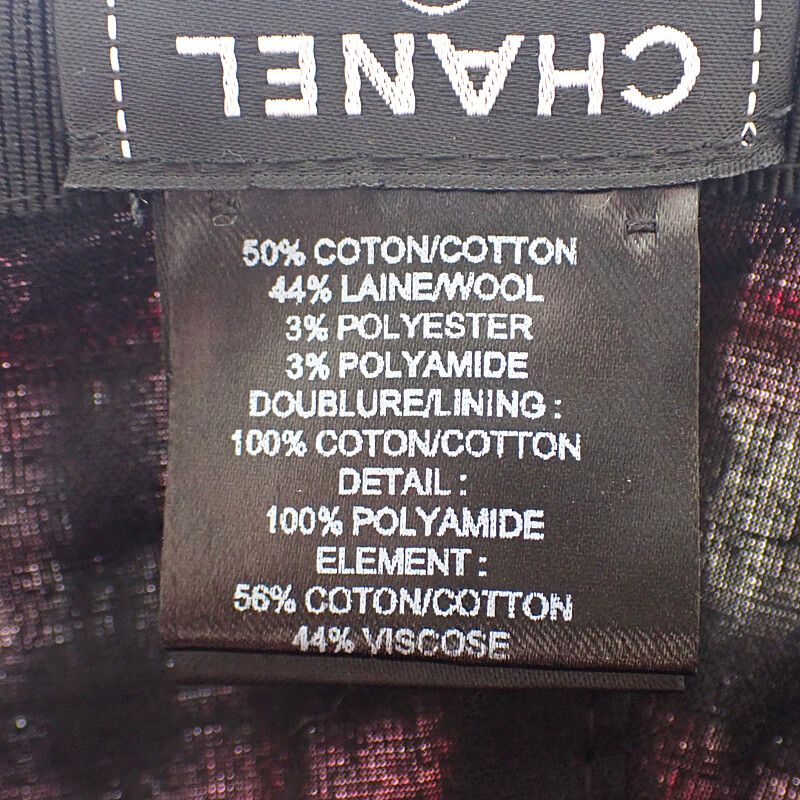 CHANEL
50% COTON/COTTON
44% LAINE/WOOL
3% POLYESTER
3% POLYAMIDE
DOUBLURE/LINING :
100% COTON/COTTON
DETAIL :
100% POLYAMIDE
ELEMENT :
56% COTON/COTTON
44% VISCOSE